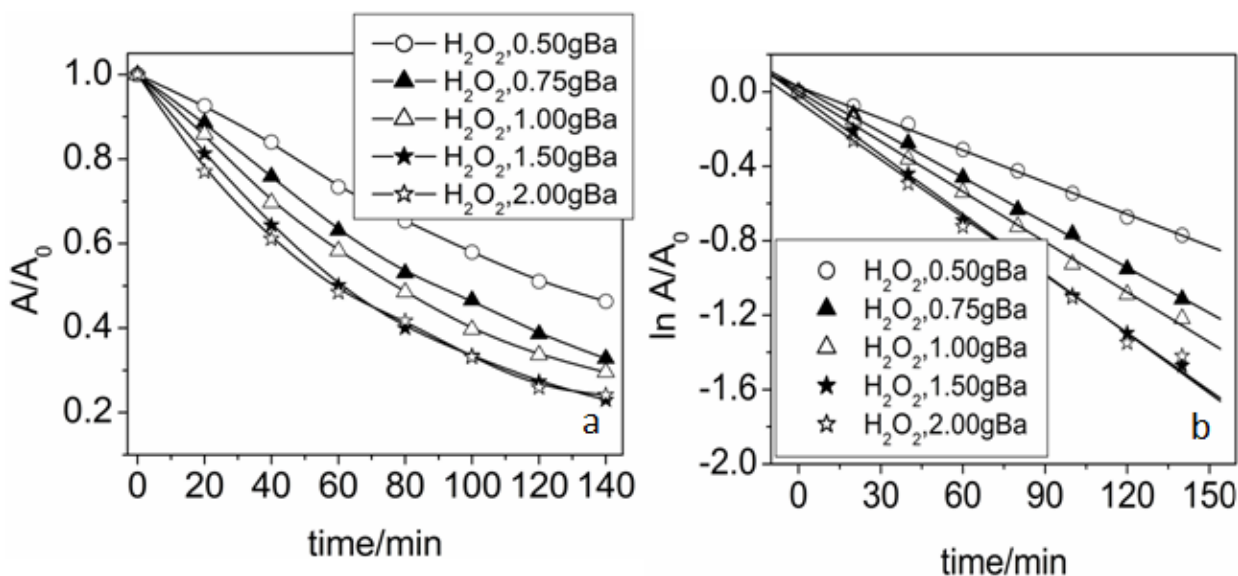 H₂O₂,0.50gBa
H₂O₂,0.75gBa
H₂O₂,1.00gBa
H₂O₂,1.50gBa
H₂O₂,2.00gBa
1.0
0.8
0.6
0.4
0.2
A/A₀
0 20 40 60 80 100 120 140
time/min
a
0.0
-0.4
-0.8
-1.2
-1.6
-2.0
ln A/A₀
H₂O₂,0.50gBa
H₂O₂,0.75gBa
H₂O₂,1.00gBa
H₂O₂,1.50gBa
H₂O₂,2.00gBa
b
0 30 60 90 120 150
time/min